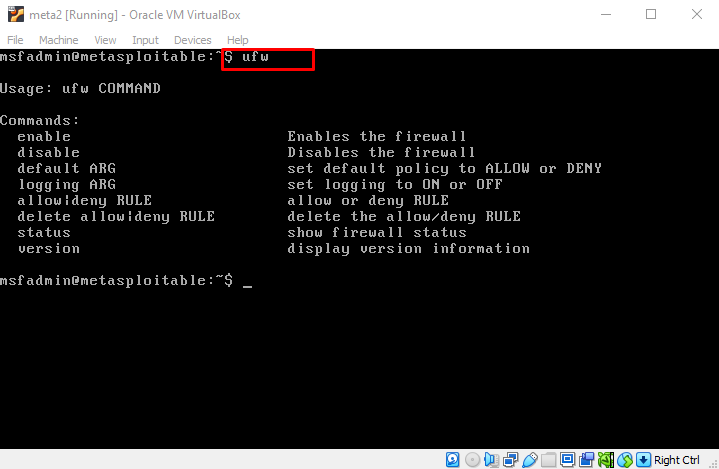 meta2 [Running] - Oracle VM VirtualBox
File Machine View Input Devices Help
msfadmin@metasploitable:~$ ufw
Usage: ufw COMMAND
Commands:
enable Enables the firewall
disable Disables the firewall
default ARG set default policy to ALLOW or DENY
logging ARG set logging to ON or OFF
allow|deny RULE allow or deny RULE
delete allow|deny RULE delete the allow/deny RULE
status show firewall status
version display version information
msfadmin@metasploitable:~$ _
Right Ctrl